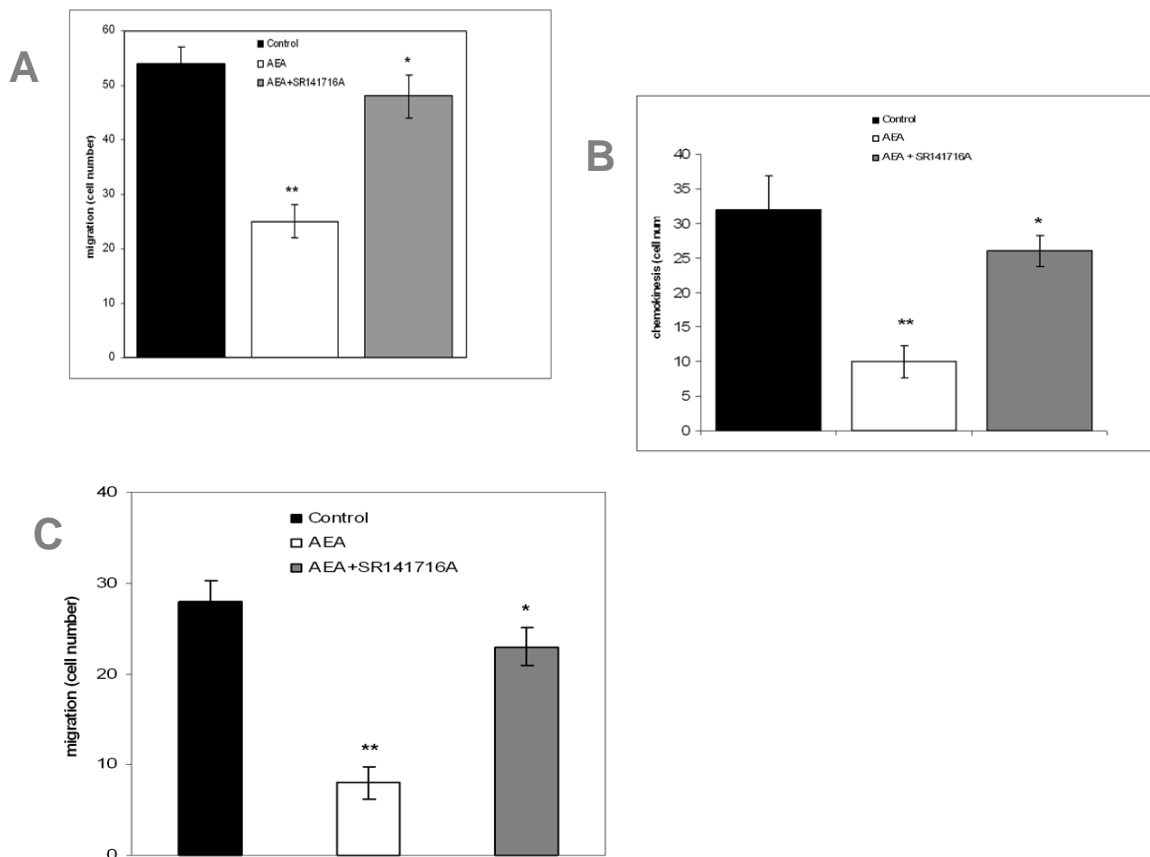 A
60
50
40
30
20
10
0
migration (cell number)
Control
AEA
AEA+SR141716A
**
*
B
40
35
30
25
20
15
10
5
0
chemokinesis (cell num
Control
AEA
AEA + SR141716A
**
*
C
40
30
20
10
0
migration (cell number)
Control
AEA
AEA+SR141716A
**
*